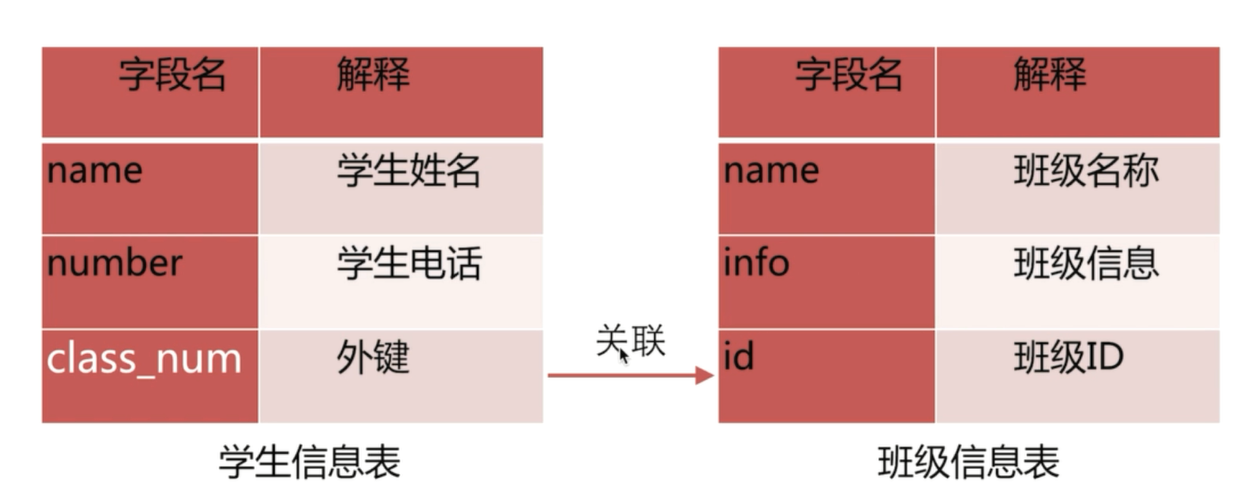 字段名 解释
name 学生姓名
number 学生电话
class_num 外键
学生信息表
关联
字段名 解释
name 班级名称
info 班级信息
id 班级ID
班级信息表